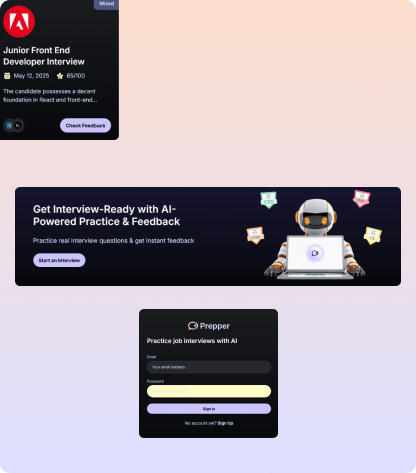 Mixed
Junior Front End
Developer Interview
May 12, 2025
65/100
The candidate possesses a decent
foundation in React and front-end...
Check Feedback
Get Interview-Ready with AI-
Powered Practice & Feedback
Practice real interview questions & get instant feedback
Start an Interview
Prepper
Practice job interviews with AI
Email
Your email address
Password
Sign in
No account yet? Sign Up